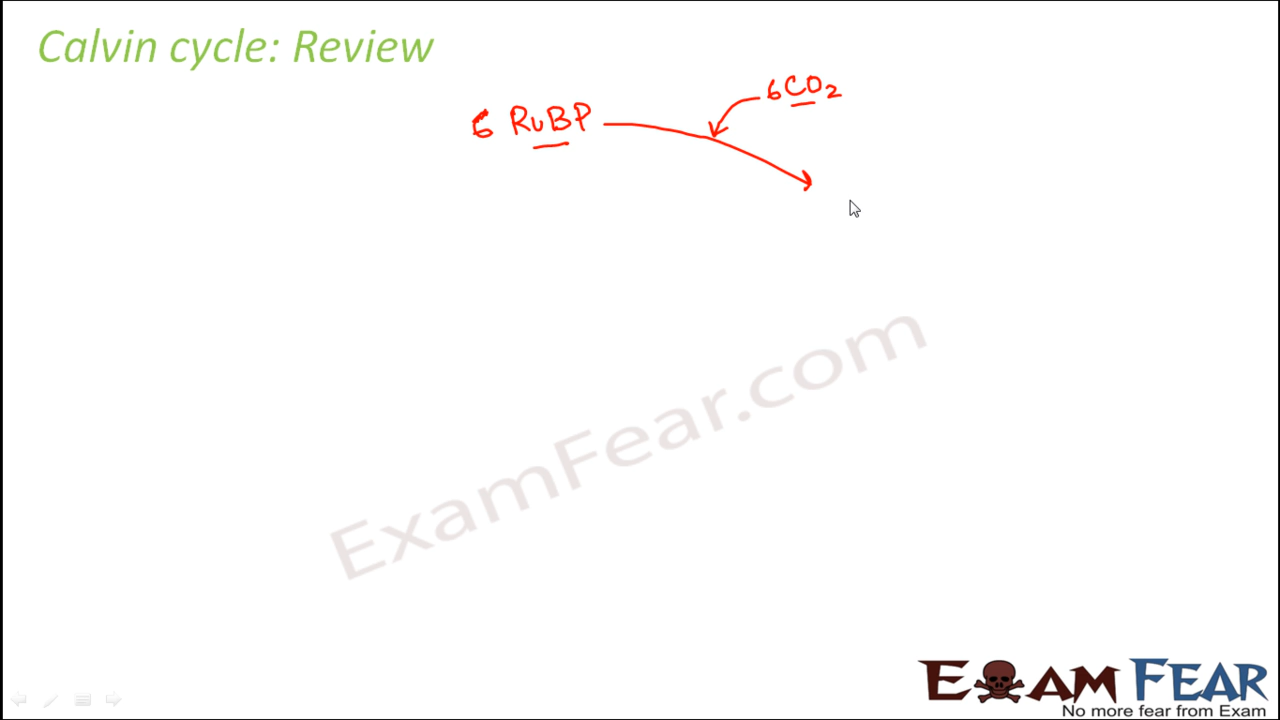 Calvin cycle: Review
6CO2
6 RuBP
ExamFear.com
EXAM FEAR
No more fear from Exam